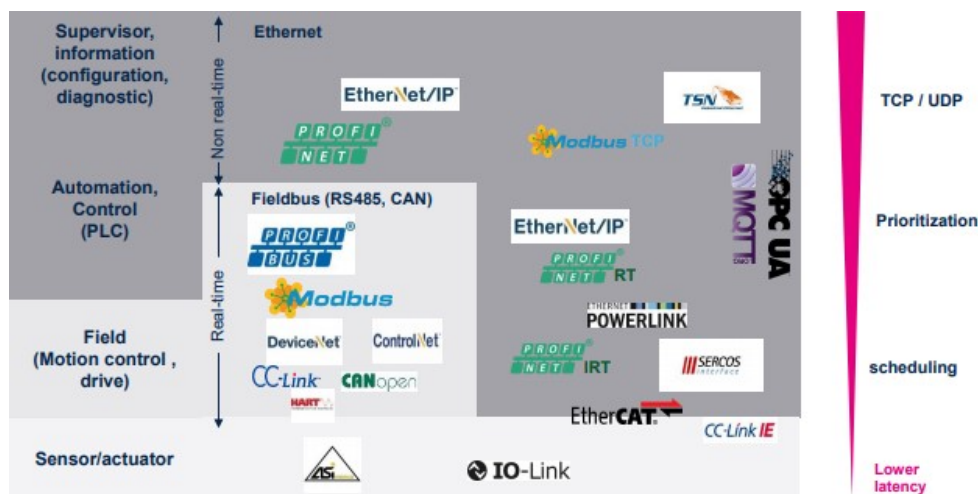 Supervisor,
information
(configuration,
diagnostic)
Non real-time
Ethernet
EtherNet/IP
PROFI
NET
TSN
Modbus TCP
TCP / UDP
Automation,
Control
(PLC)
Real-time
Fieldbus (RS485, CAN)
PROFI
BUS
Modbus
DeviceNet
ControlNet
CC-Link
CANopen
HART
EtherNet/IP
PROFI
NET RT
ETHERNET
POWERLINK
PROFI
NET IRT
SERCOS
interface
EtherCAT
CC-Link IE
MQTT
.ORG
OPC UA
Prioritization
Field
(Motion control ,
drive)
scheduling
Sensor/actuator
ASi
IO-Link
Lower
latency